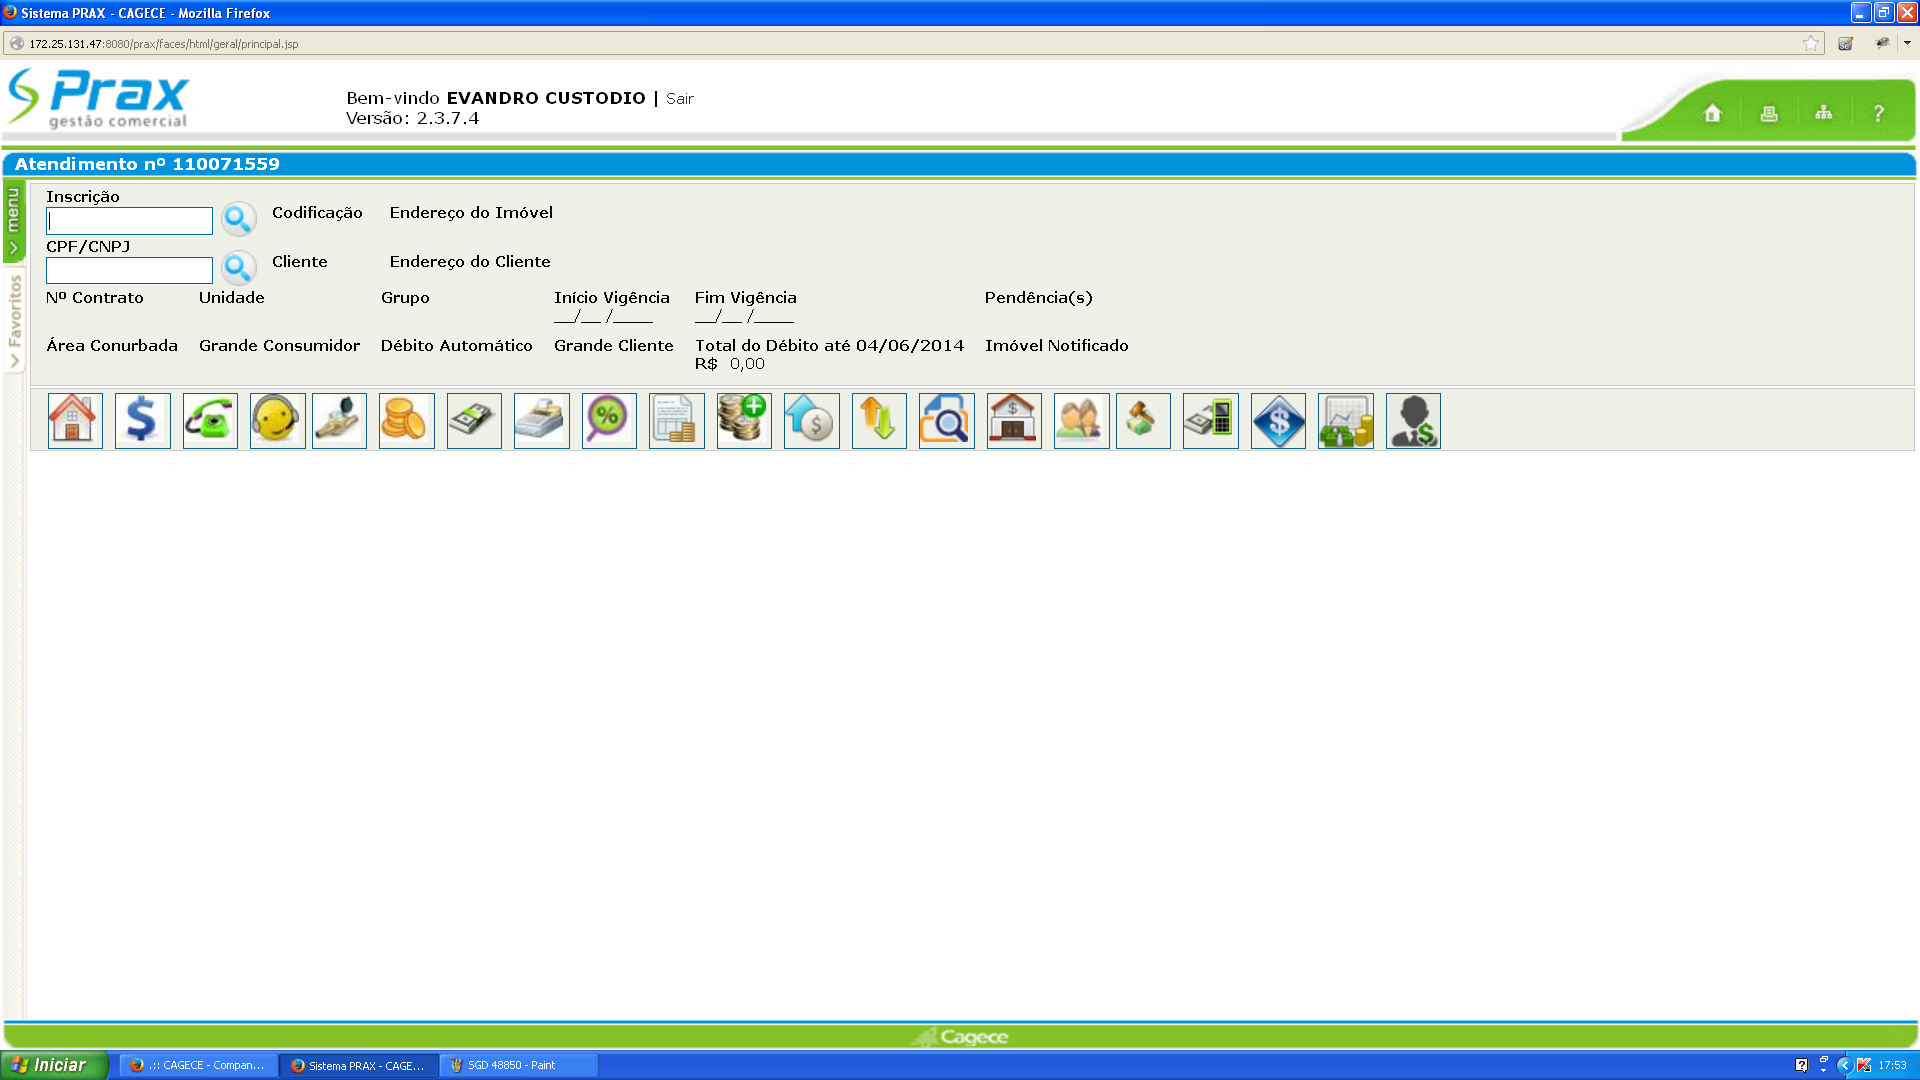 Sistema PRAX - CAGECE - Mozilla Firefox
172.25.131.47:8080/prax/faces/html/geral/principal.jsp
Prax
gestão comercial
Bem-vindo EVANDRO CUSTODIO | Sair
Versão: 2.3.7.4
?
Atendimento nº 110071559
menu
Favoritos
Inscrição
Codificação Endereço do Imóvel
CPF/CNPJ
Cliente Endereço do Cliente
Nº Contrato Unidade Grupo Início Vigência Fim Vigência Pendência(s)
__/__ /____ __/__ /____
Área Conurbada Grande Consumidor Débito Automático Grande Cliente Total do Débito até 04/06/2014 Imóvel Notificado
R$ 0,00
Cagece
Iniciar
.:: CAGECE - Compan...
Sistema PRAX - CAGE...
SGD 48850 - Paint
17:53